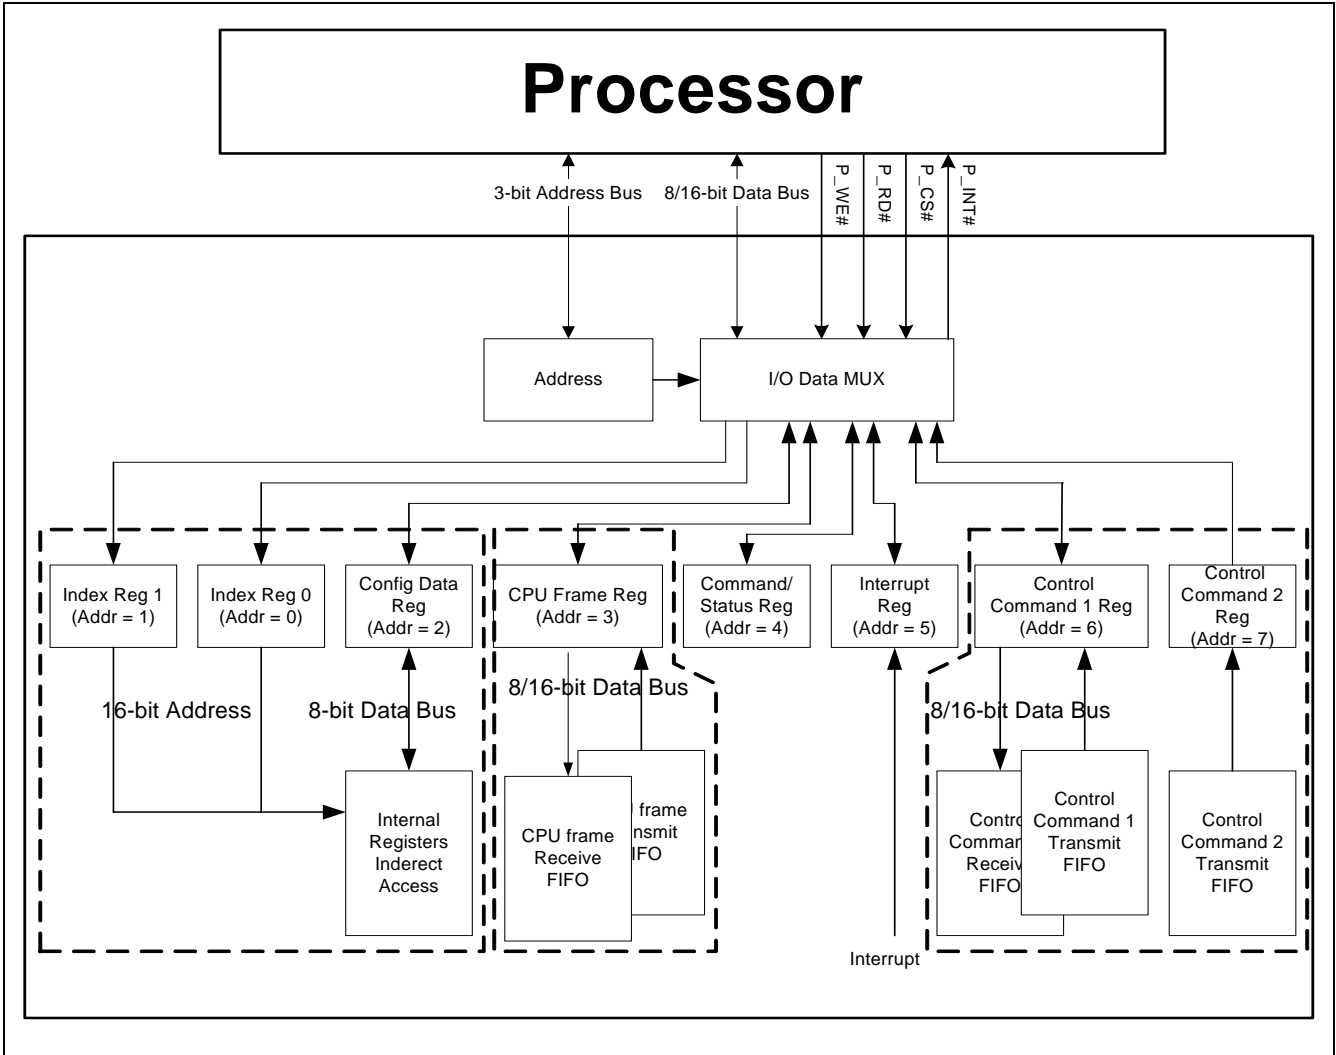 Processor
3-bit Address Bus
8/16-bit Data Bus
P_WE#
P_RD#
P_CS#
P_INT#
Address
I/O Data MUX
Index Reg 1
(Addr = 1)
Index Reg 0
(Addr = 0)
Config Data
Reg
(Addr = 2)
CPU Frame Reg
(Addr = 3)
Command/
Status Reg
(Addr = 4)
Interrupt
Reg
(Addr = 5)
Control
Command 1 Reg
(Addr = 6)
Control
Command 2
Reg
(Addr = 7)
16-bit Address
8-bit Data Bus
8/16-bit Data Bus
8/16-bit Data Bus
Internal
Registers
Inderect
Access
CPU frame
Receive
FIFO
frame
Control
Command 1
Transmit
FIFO
FIFO
Control
Command 2
Transmit
FIFO
Interrupt